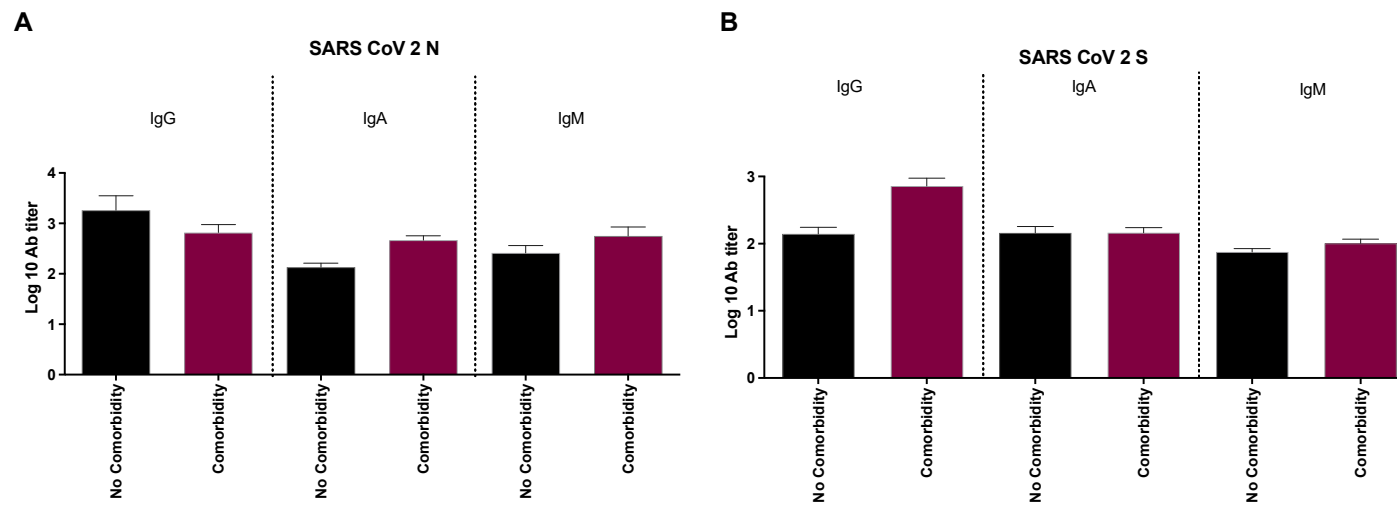 A
SARS CoV 2 N
IgG
IgA
IgM
Log 10 Ab titer
4
3
2
1
0
No Comorbidity
Comorbidity
No Comorbidity
Comorbidity
No Comorbidity
Comorbidity
B
SARS CoV 2 S
IgG
IgA
IgM
Log 10 Ab titer
3
2
1
0
No Comorbidity
Comorbidity
No Comorbidity
Comorbidity
No Comorbidity
Comorbidity